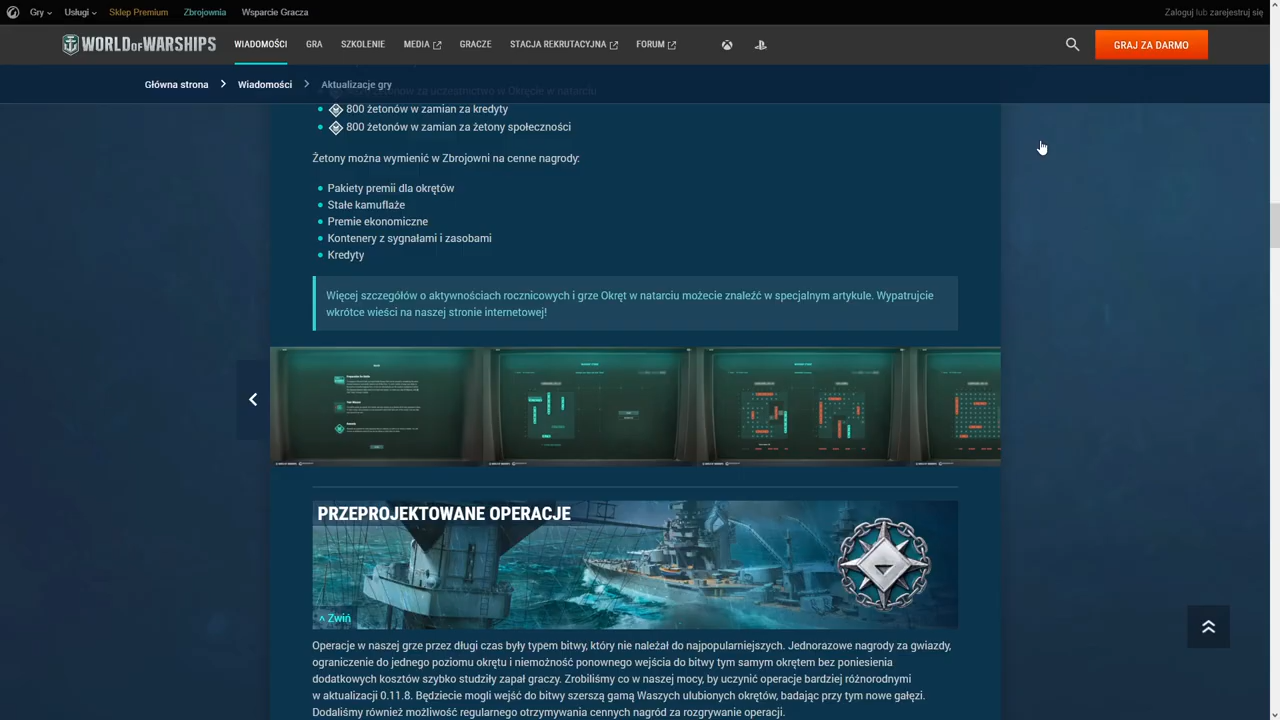 Gry
Usługi
Sklep Premium
Zbrojownia
Wsparcie Gracza
Zaloguj lub zarejestruj się
WORLD OF WARSHIPS
WIADOMOŚCI
GRA
SZKOLENIE
MEDIA
GRACZE
STACJA REKRUTACYJNA
FORUM
GRAJ ZA DARMO
Główna strona
Wiadomości
Aktualizacje gry
800 żetonów w zamian za kredyty
800 żetonów w zamian za żetony społeczności
Żetony można wymienić w Zbrojowni na cenne nagrody:
Pakiety premii dla okrętów
Stałe kamuflaże
Premie ekonomiczne
Kontenery z sygnałami i zasobami
Kredyty
Więcej szczegółów o aktywnościach rocznicowych i grze Okręt w natarciu możecie znaleźć w specjalnym artykule. Wypatrujcie
wkrótce wieści na naszej stronie internetowej!
PRZEPROJEKTOWANE OPERACJE
^ Zwiń
Operacje w naszej grze przez długi czas były typem bitwy, który nie należał do najpopularniejszych. Jednorazowe nagrody za gwiazdy,
ograniczenie do jednego poziomu okrętu i niemożność ponownego wejścia do bitwy tym samym okrętem bez poniesienia
dodatkowych kosztów szybko studziły zapał graczy. Zrobiliśmy co w naszej mocy, by uczynić operacje bardziej różnorodnymi
w aktualizacji 0.11.8. Będziecie mogli wejść do bitwy szerszą gamą Waszych ulubionych okrętów, badając przy tym nowe gałęzi.
Dodaliśmy również możliwość regularnego otrzymywania cennych nagród za rozgrywanie operacji.